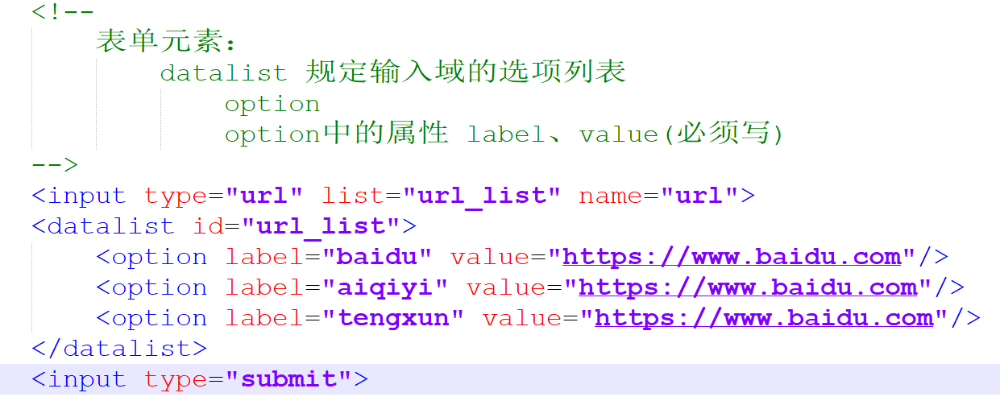 <!--
表单元素:
datalist 规定输入域的选项列表
option
option中的属性 label、value(必须写)
-->
<input type="url" list="url_list" name="url">
<datalist id="url_list">
<option label="baidu" value="https://www.baidu.com"/>
<option label="aiqiyi" value="https://www.baidu.com"/>
<option label="tengxun" value="https://www.baidu.com"/>
</datalist>
<input type="submit">